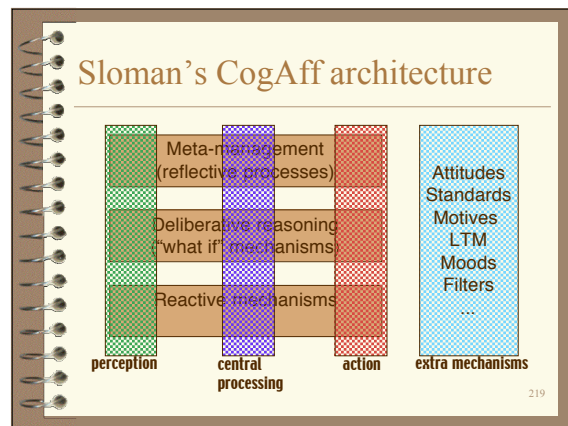 Sloman's CogAff architecture
Meta-management
(reflective processes)
Deliberative reasoning
("what if" mechanisms)
Reactive mechanisms
Attitudes
Standards
Motives
LTM
Moods
Filters
...
perception
central
processing
action
extra mechanisms
219